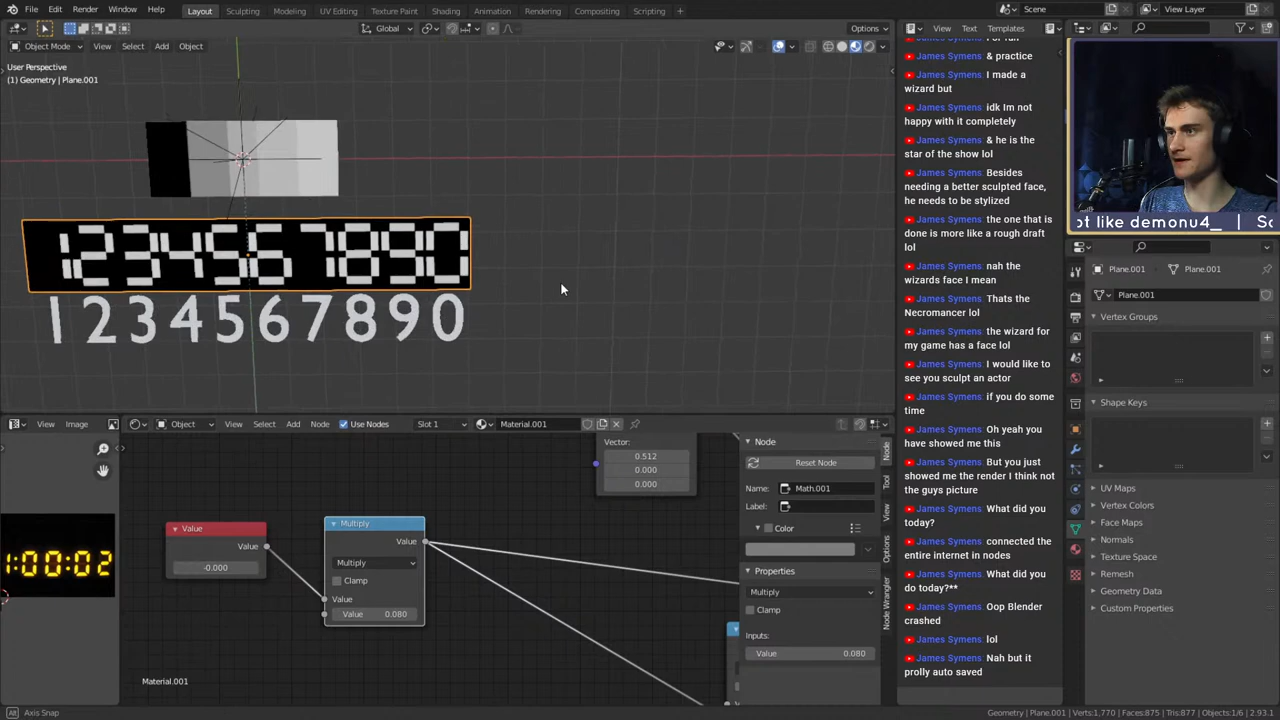 File Edit Render Window Help Layout Sculpting Modeling UV Editing Texture Paint Shading Animation Rendering Compositing Scripting Scene View Layer
Object Mode View Select Add Object Global Options
View Text Templates
User Perspective
(1) Geometry | Plane.001
1234567890
1234567890
& practice
James Symens: I made a
wizard but
James Symens: idk Im not
happy with it completely
James Symens: & he is the
star of the show lol
James Symens: Besides
needing a better sculpted face,
he needs to be stylized
James Symens: the one that is
done is more like a rough draft
lol
James Symens: nah the
wizards face I mean
James Symens: Thats the
Necromancer lol
James Symens: the wizard for
my game has a face lol
James Symens: I would like to
see you sculpt an actor
James Symens: if you do some
time
James Symens: Oh yeah you
have showed me this
James Symens: But you just
showed me the render I think not
the guys picture
James Symens: What did you
today?
James Symens: connected the
entire internet in nodes
James Symens: What did you
do today?**
James Symens: Oop Blender
crashed
James Symens: lol
James Symens: Nah but it
prolly auto saved
ot like demonu4_ |
Plane.001 Plane.001
Plane.001
Vertex Groups
Shape Keys
UV Maps
Vertex Colors
Face Maps
Normals
Texture Space
Remesh
Geometry Data
Custom Properties
View Image
Object View Select Add Node Use Nodes Slot 1 Material.001
:00:02
Value
Value
-0.000
Multiply
Value
Multiply
Clamp
Value
Value 0.080
Vector:
0.512
0.000
0.000
Node
Reset Node
Name: Math.001
Label:
Color
Properties
Multiply
Clamp
Inputs:
Value 0.080
Node
Tool
View
Options
Node Wrangler
Material.001
Axis Snap
Geometry | Plane.001 | Verts:1,770 | Faces:875 | Tris:877 | Objects:1/6 | 2.93.1